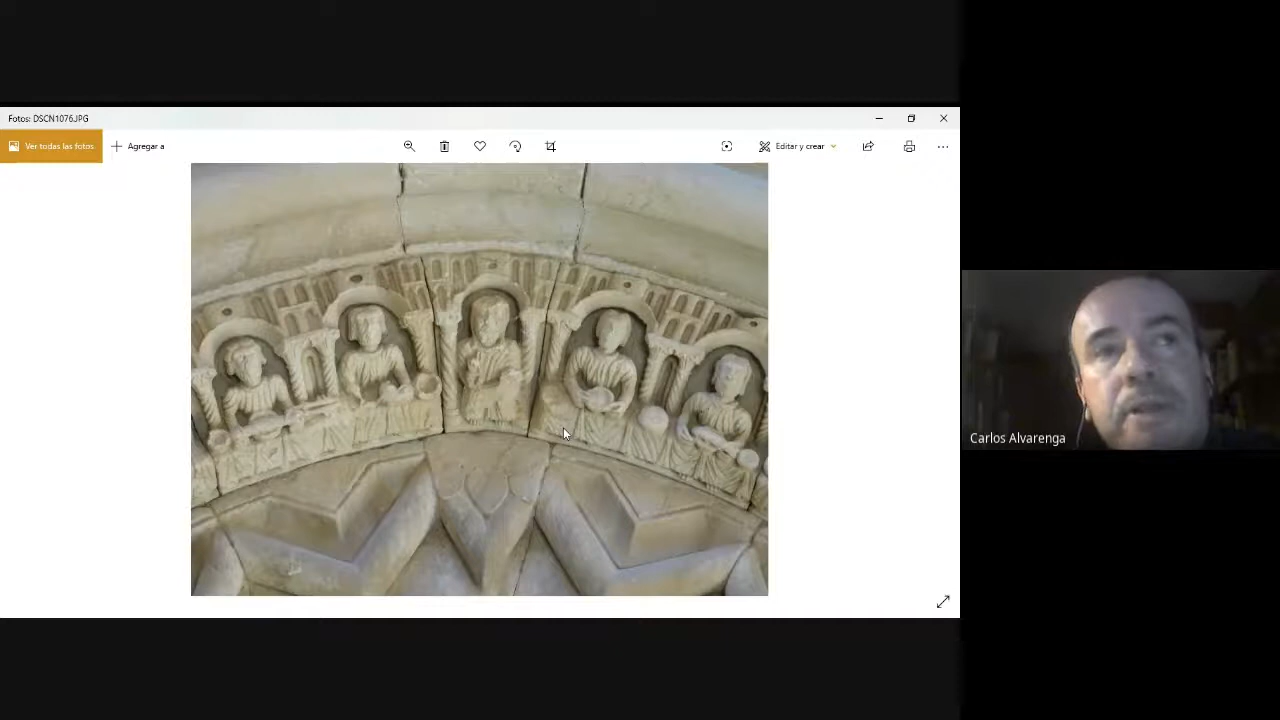 Fotos: DSCN1076.JPG
Ver todas las fotos
Agregar a
Editar y crear
Carlos Alvarenga